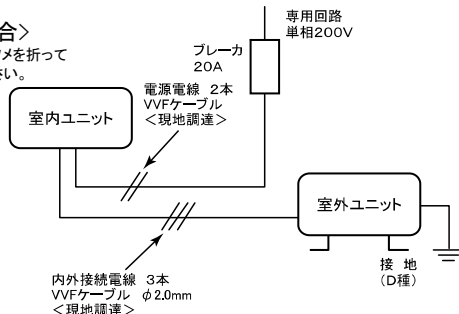 合＞
ツメを折って
さい。
専用回路
単相200V
ブレーカ
20A
電源電線 2本
VVFケーブル
＜現地調達＞
室内ユニット
室外ユニット
接 地
（D種）
内外接続電線 3本
VVFケーブル φ2.0mm
＜現地調達＞